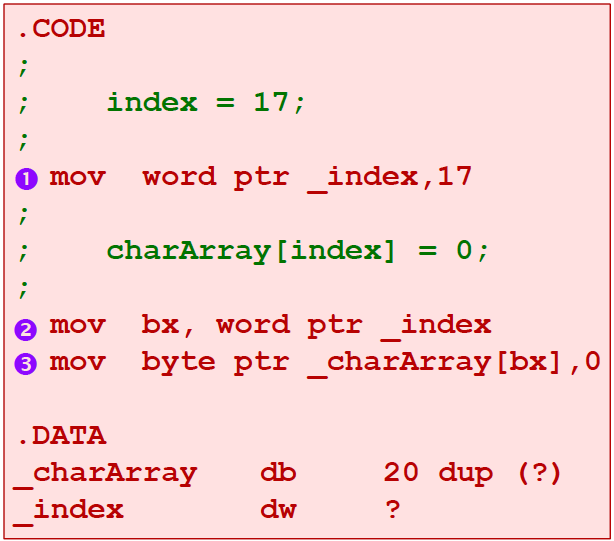 .CODE
;
;    index = 17;
;
❶ mov  word ptr _index,17
;
;    charArray[index] = 0;
;
❷ mov  bx, word ptr _index
❸ mov  byte ptr _charArray[bx],0
.DATA
_charArray   db     20 dup (?)
_index       dw     ?